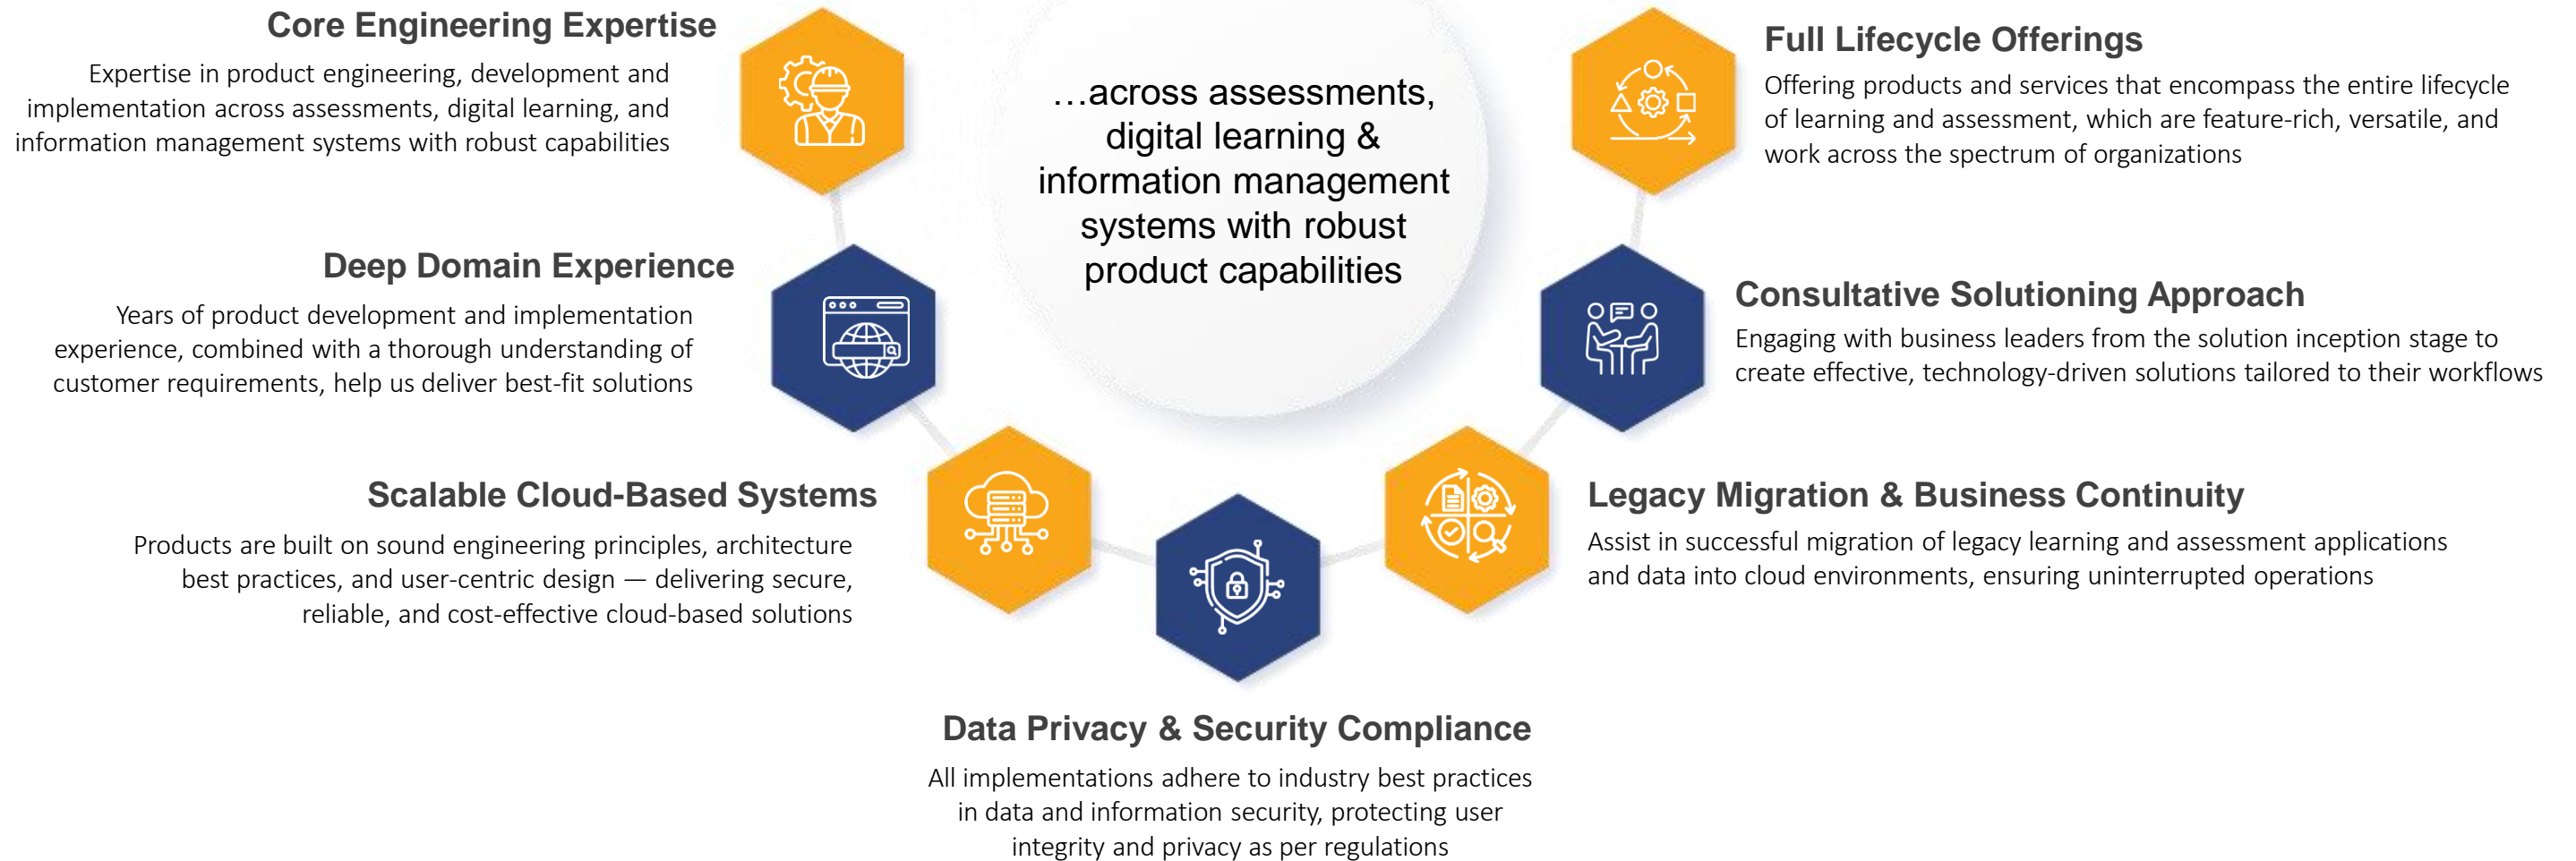 Core Engineering Expertise
Expertise in product engineering, development and
implementation across assessments, digital learning, and
information management systems with robust capabilities
Deep Domain Experience
Years of product development and implementation
experience, combined with a thorough understanding of
customer requirements, help us deliver best-fit solutions
Scalable Cloud-Based Systems
Products are built on sound engineering principles, architecture
best practices, and user-centric design — delivering secure,
reliable, and cost-effective cloud-based solutions
…across assessments,
digital learning &
information management
systems with robust
product capabilities
Data Privacy & Security Compliance
All implementations adhere to industry best practices
in data and information security, protecting user
integrity and privacy as per regulations
Full Lifecycle Offerings
Offering products and services that encompass the entire lifecycle
of learning and assessment, which are feature-rich, versatile, and
work across the spectrum of organizations
Consultative Solutioning Approach
Engaging with business leaders from the solution inception stage to
create effective, technology-driven solutions tailored to their workflows
Legacy Migration & Business Continuity
Assist in successful migration of legacy learning and assessment applications
and data into cloud environments, ensuring uninterrupted operations